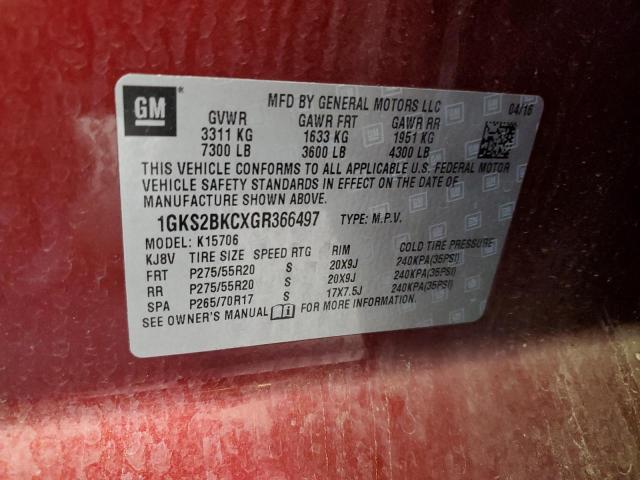 GM
MFD BY GENERAL MOTORS LLC 04/16
GVWR GAWR FRT GAWR RR
3311 KG 1633 KG 1951 KG
7300 LB 3600 LB 4300 LB
THIS VEHICLE CONFORMS TO ALL APPLICABLE U.S. FEDERAL MOTOR
VEHICLE SAFETY STANDARDS IN EFFECT ON THE DATE OF
MANUFACTURE SHOWN ABOVE.
1GKS2BKCXGR366497 TYPE: M.P.V.
MODEL: K15706
KJ8V TIRE SIZE SPEED RTG RIM COLD TIRE PRESSURE
FRT P275/55R20 S 20X9J 240KPA(35PSI)
RR P275/55R20 S 20X9J 240KPA(35PSI)
SPA P265/70R17 S 17X7.5J 240KPA(35PSI)
SEE OWNER'S MANUAL FOR MORE INFORMATION.